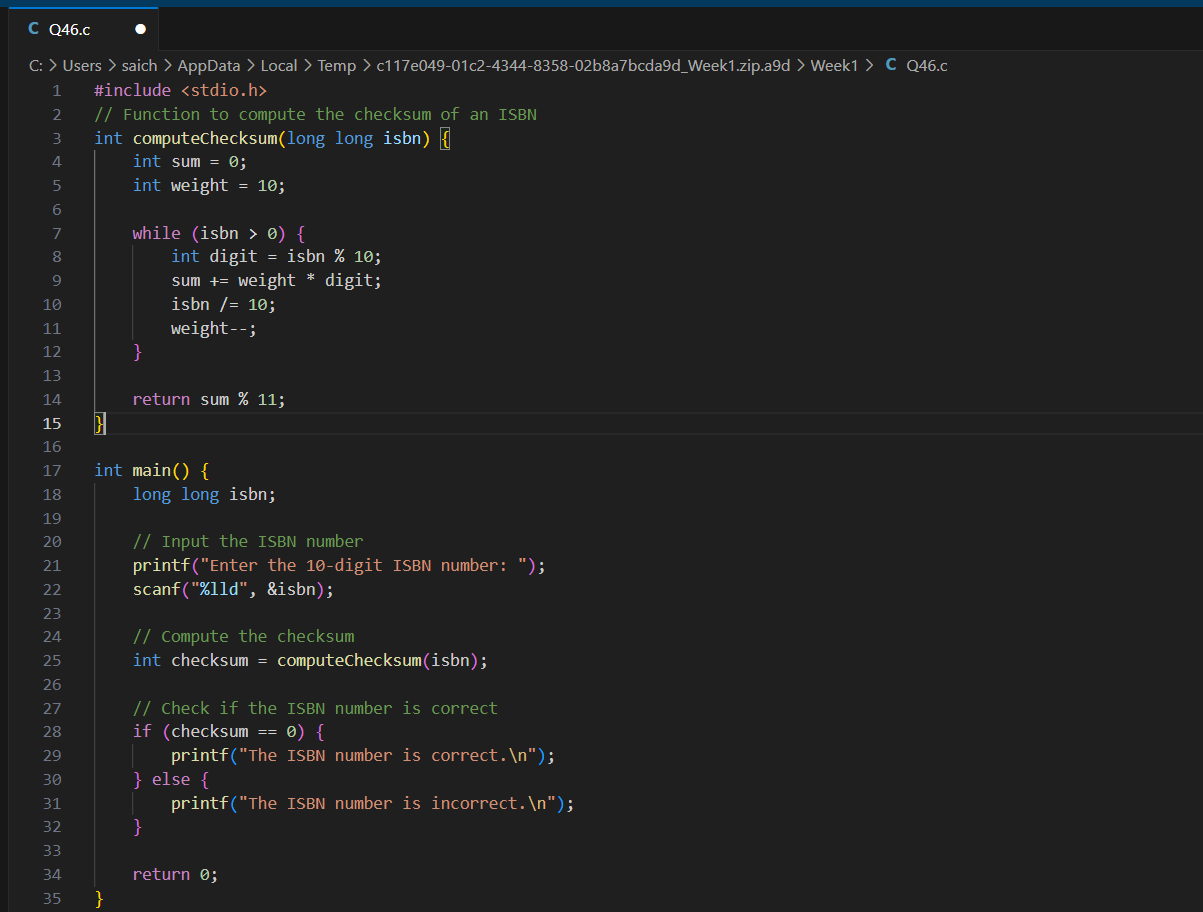 C Q46.c ●
C: > Users > saich > AppData > Local > Temp > c117e049-01c2-4344-8358-02b8a7bcda9d_Week1.zip.a9d > Week1 > C Q46.c
1 #include <stdio.h>
2 // Function to compute the checksum of an ISBN
3 int computeChecksum(long long isbn) {
4     int sum = 0;
5     int weight = 10;
6
7     while (isbn > 0) {
8         int digit = isbn % 10;
9         sum += weight * digit;
10         isbn /= 10;
11         weight--;
12     }
13
14     return sum % 11;
15 }
16
17 int main() {
18     long long isbn;
19
20     // Input the ISBN number
21     printf("Enter the 10-digit ISBN number: ");
22     scanf("%lld", &isbn);
23
24     // Compute the checksum
25     int checksum = computeChecksum(isbn);
26
27     // Check if the ISBN number is correct
28     if (checksum == 0) {
29         printf("The ISBN number is correct.\n");
30     } else {
31         printf("The ISBN number is incorrect.\n");
32     }
33
34     return 0;
35 }